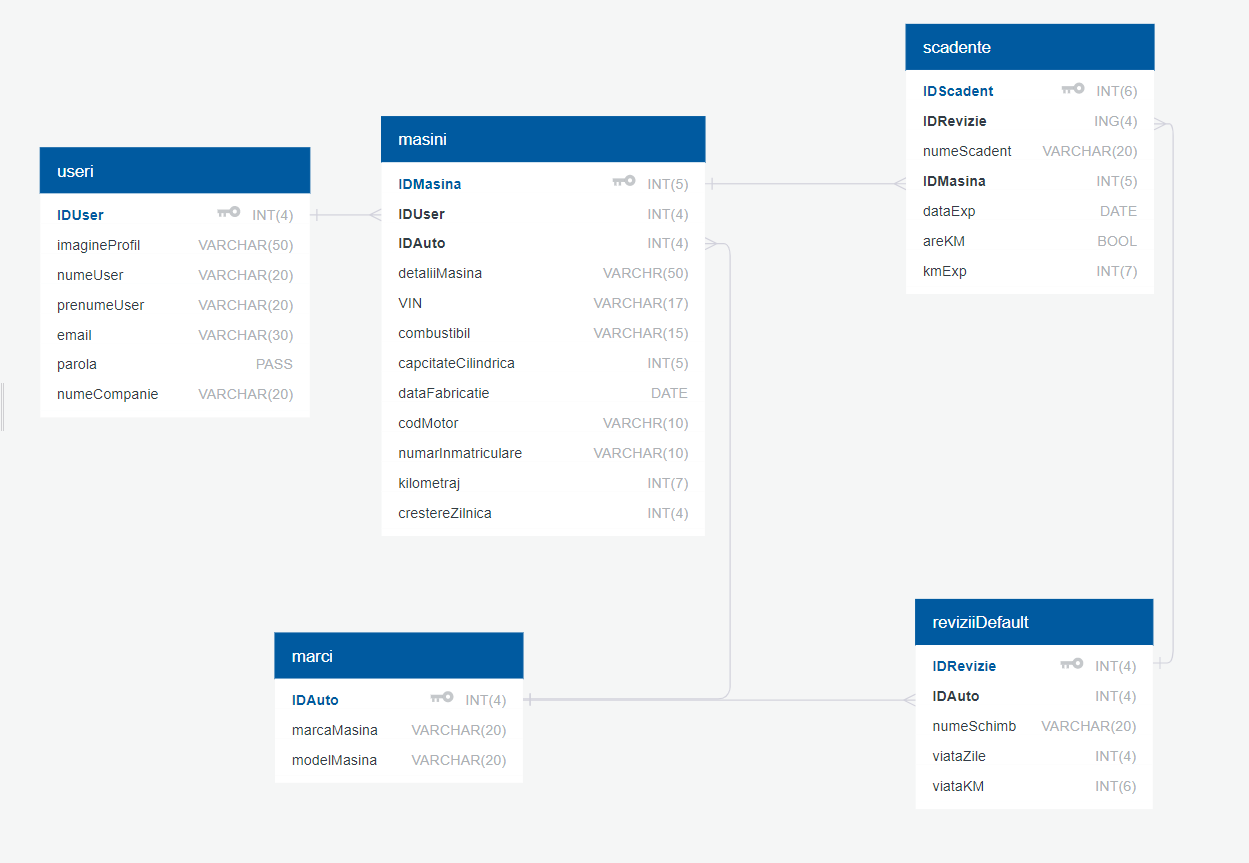 useri
IDUser INT(4)
imagineProfil VARCHAR(50)
numeUser VARCHAR(20)
prenumeUser VARCHAR(20)
email VARCHAR(30)
parola PASS
numeCompanie VARCHAR(20)
masini
IDMasina INT(5)
IDUser INT(4)
IDAuto INT(4)
detaliiMasina VARCHR(50)
VIN VARCHAR(17)
combustibil VARCHAR(15)
capcitateCilindrica INT(5)
dataFabricatie DATE
codMotor VARCHR(10)
numarInmatriculare VARCHAR(10)
kilometraj INT(7)
crestereZilnica INT(4)
scadente
IDScadent INT(6)
IDRevizie ING(4)
numeScadent VARCHAR(20)
IDMasina INT(5)
dataExp DATE
areKM BOOL
kmExp INT(7)
marci
IDAuto INT(4)
marcaMasina VARCHAR(20)
modelMasina VARCHAR(20)
reviziiDefault
IDRevizie INT(4)
IDAuto INT(4)
numeSchimb VARCHAR(20)
viataZile INT(4)
viataKM INT(6)